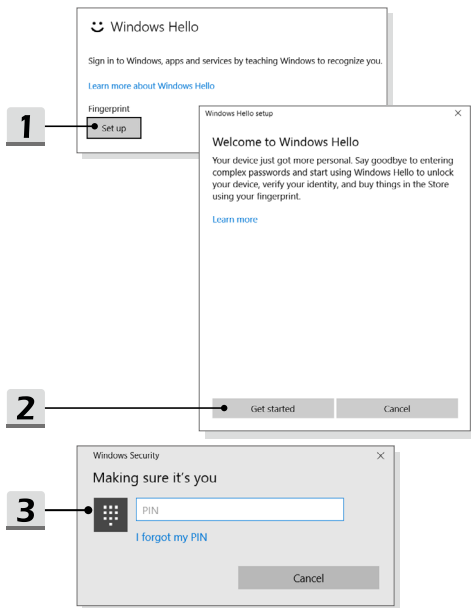 Windows Hello
Sign in to Windows, apps and services by teaching Windows to recognize you.
Learn more about Windows Hello
Fingerprint
1
Set up
Windows Hello setup
Welcome to Windows Hello
Your device just got more personal. Say goodbye to entering
complex passwords and start using Windows Hello to unlock
your device, verify your identity, and buy things in the Store
using your fingerprint.
Learn more
2
Get started
Cancel
Windows Security
Making sure it's you
3
PIN
I forgot my PIN
Cancel